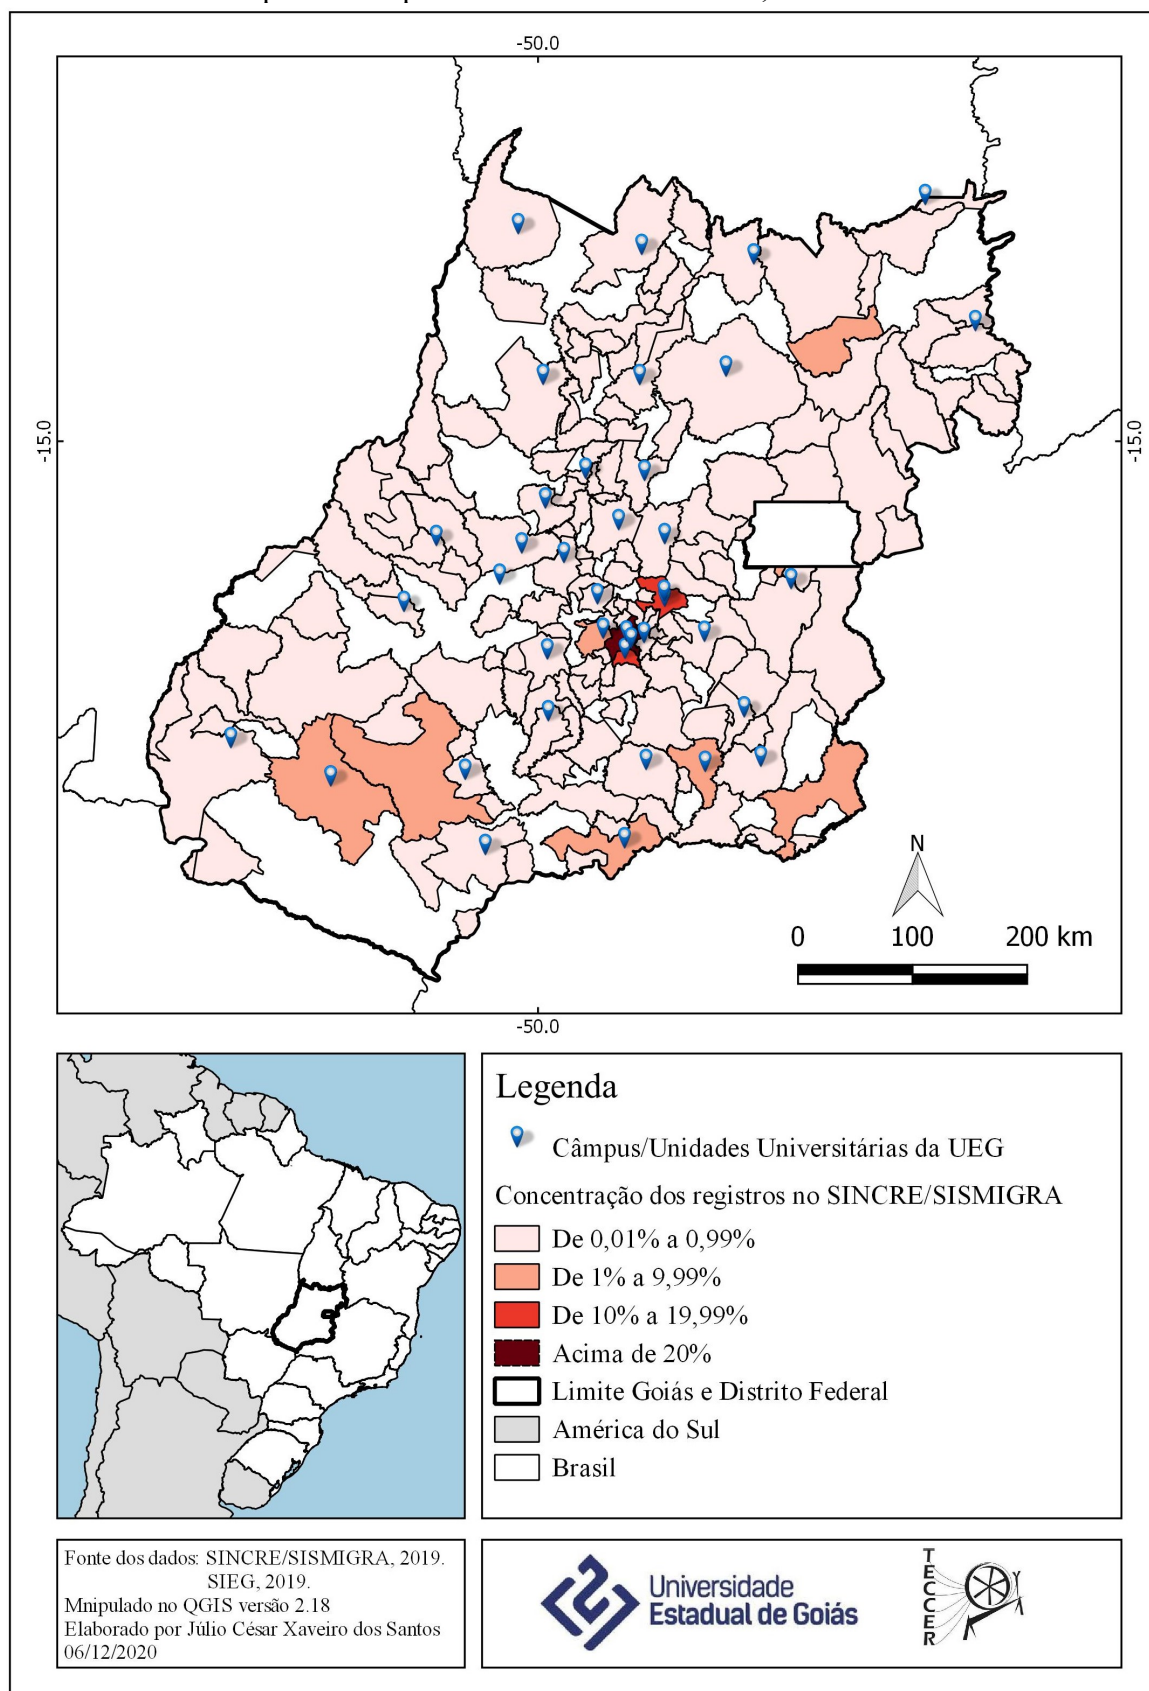 -50.0
-15.0
-15.0
N
0 100 200 km
-50.0
Legenda
Câmpus/Unidades Universitárias da UEG
Concentração dos registros no SINCRE/SISMIGRA
De 0,01% a 0,99%
De 1% a 9,99%
De 10% a 19,99%
Acima de 20%
Limite Goiás e Distrito Federal
América do Sul
Brasil
Fonte dos dados: SINCRE/SISMIGRA, 2019.
SIEG, 2019.
Mnipulado no QGIS versão 2.18
Elaborado por Júlio César Xaveiro dos Santos
06/12/2020
Universidade
Estadual de Goiás
TECCER